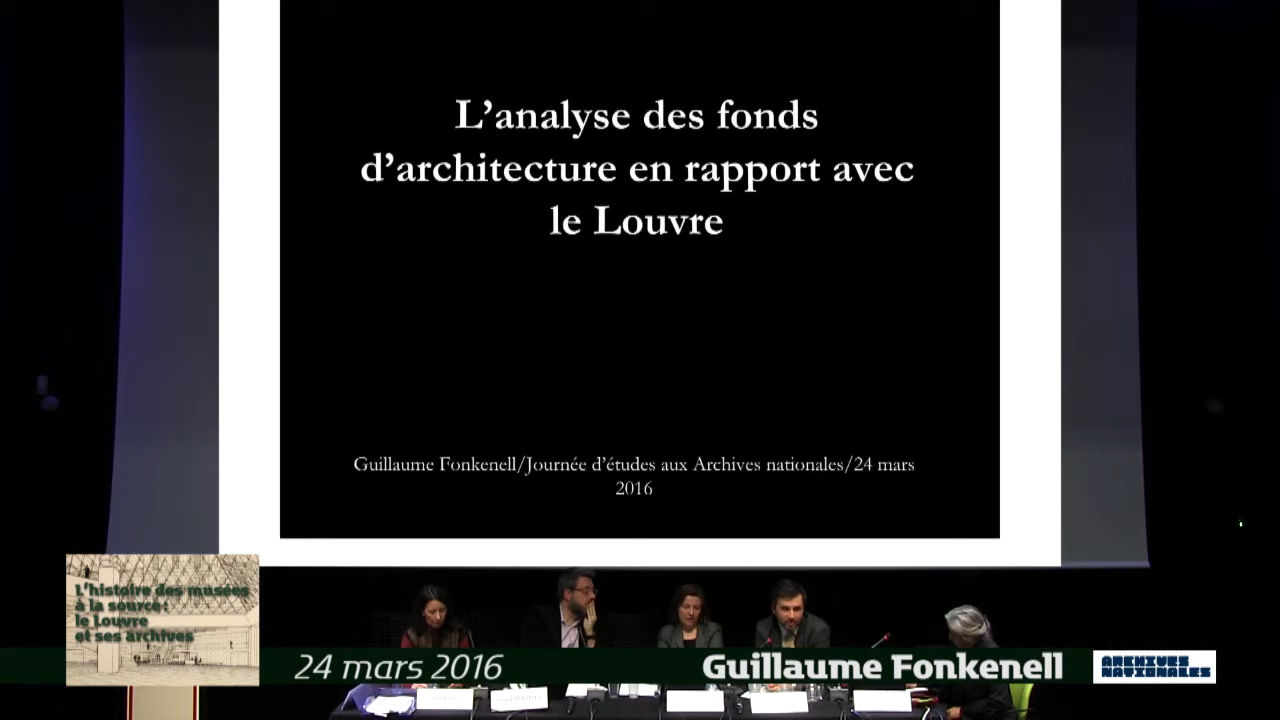 L’analyse des fonds
d’architecture en rapport avec
le Louvre
Guillaume Fonkenell/Journée d’études aux Archives nationales/24 mars
2016
L'histoire des musées
à la source :
le Louvre
et ses archives
24 mars 2016
Guillaume Fonkenell
ARCHIVES
NATIONALES